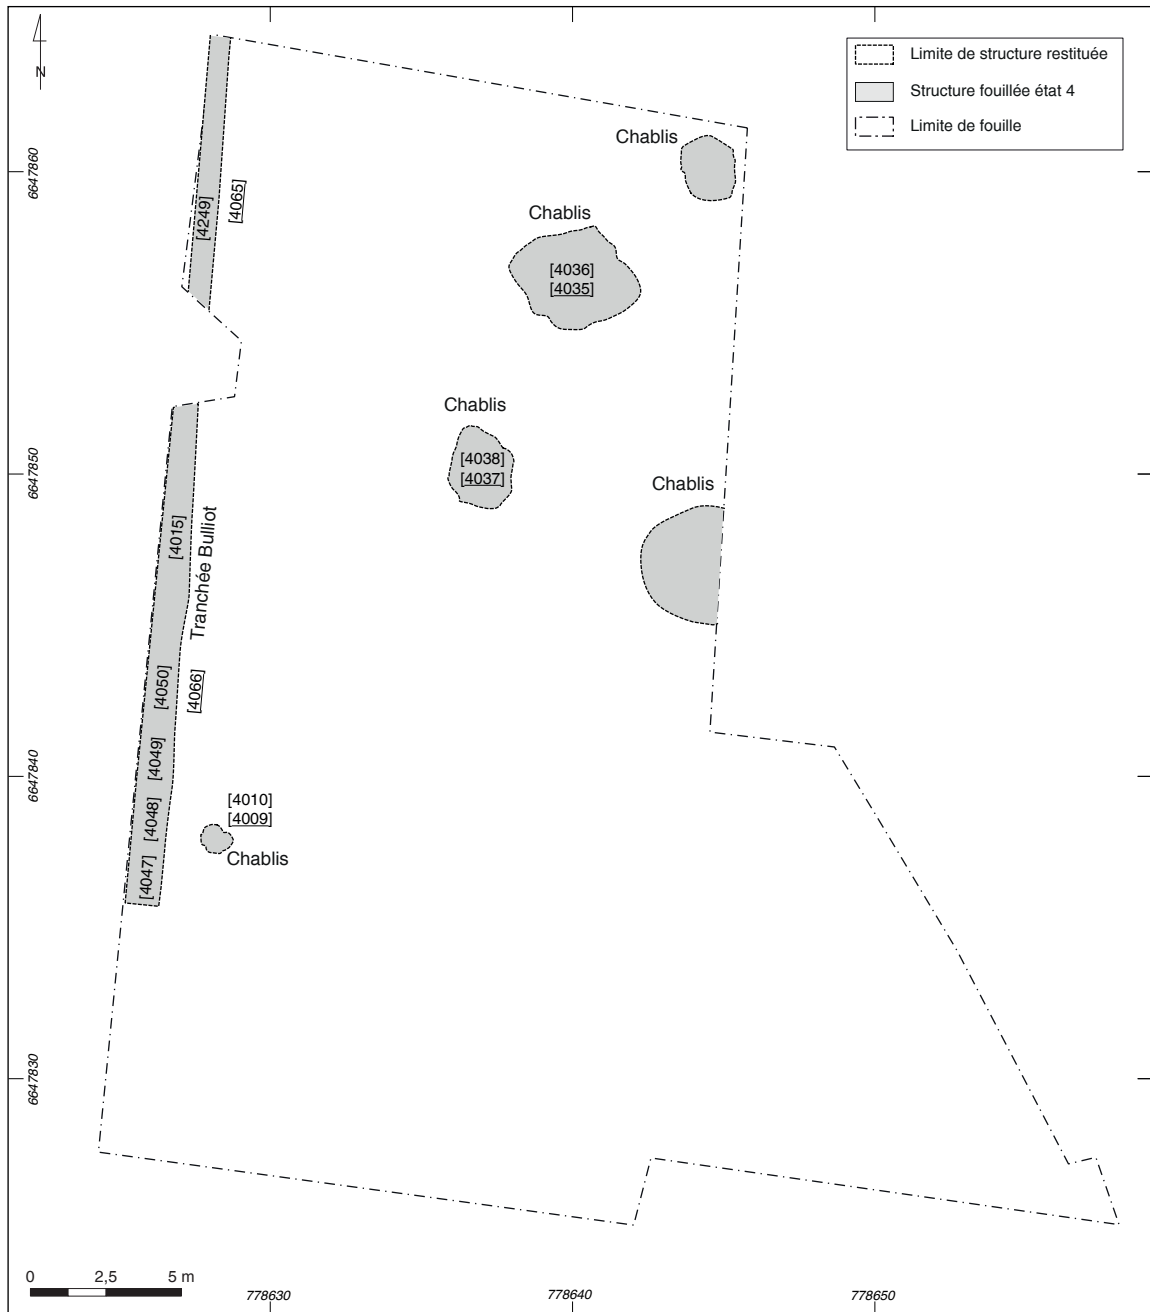 N
Limite de structure restituée
Structure fouillée état 4
Limite de fouille
Chablis
6647860
[4249]
[4065]
Chablis
[4036]
[4035]
Chablis
[4038]
[4037]
6647850
Chablis
[4015]
Tranchée Bulliot
[4050]
[4066]
[4049]
6647840
[4048]
[4010]
[4009]
Chablis
[4047]
6647830
0 2,5 5 m
778630 778640 778650